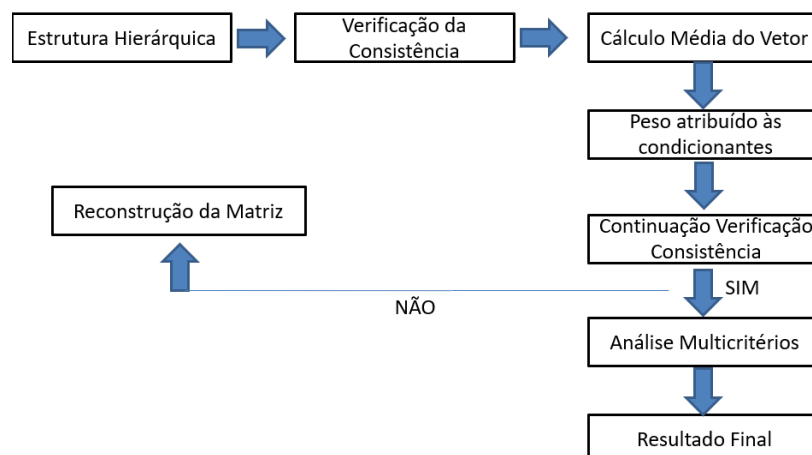 Estrutura Hierárquica
Verificação da
Consistência
Cálculo Média do Vetor
Peso atribuído às
condicionantes
Reconstrução da Matriz
Continuação Verificação
Consistência
SIM
NÃO
Análise Multicritérios
Resultado Final